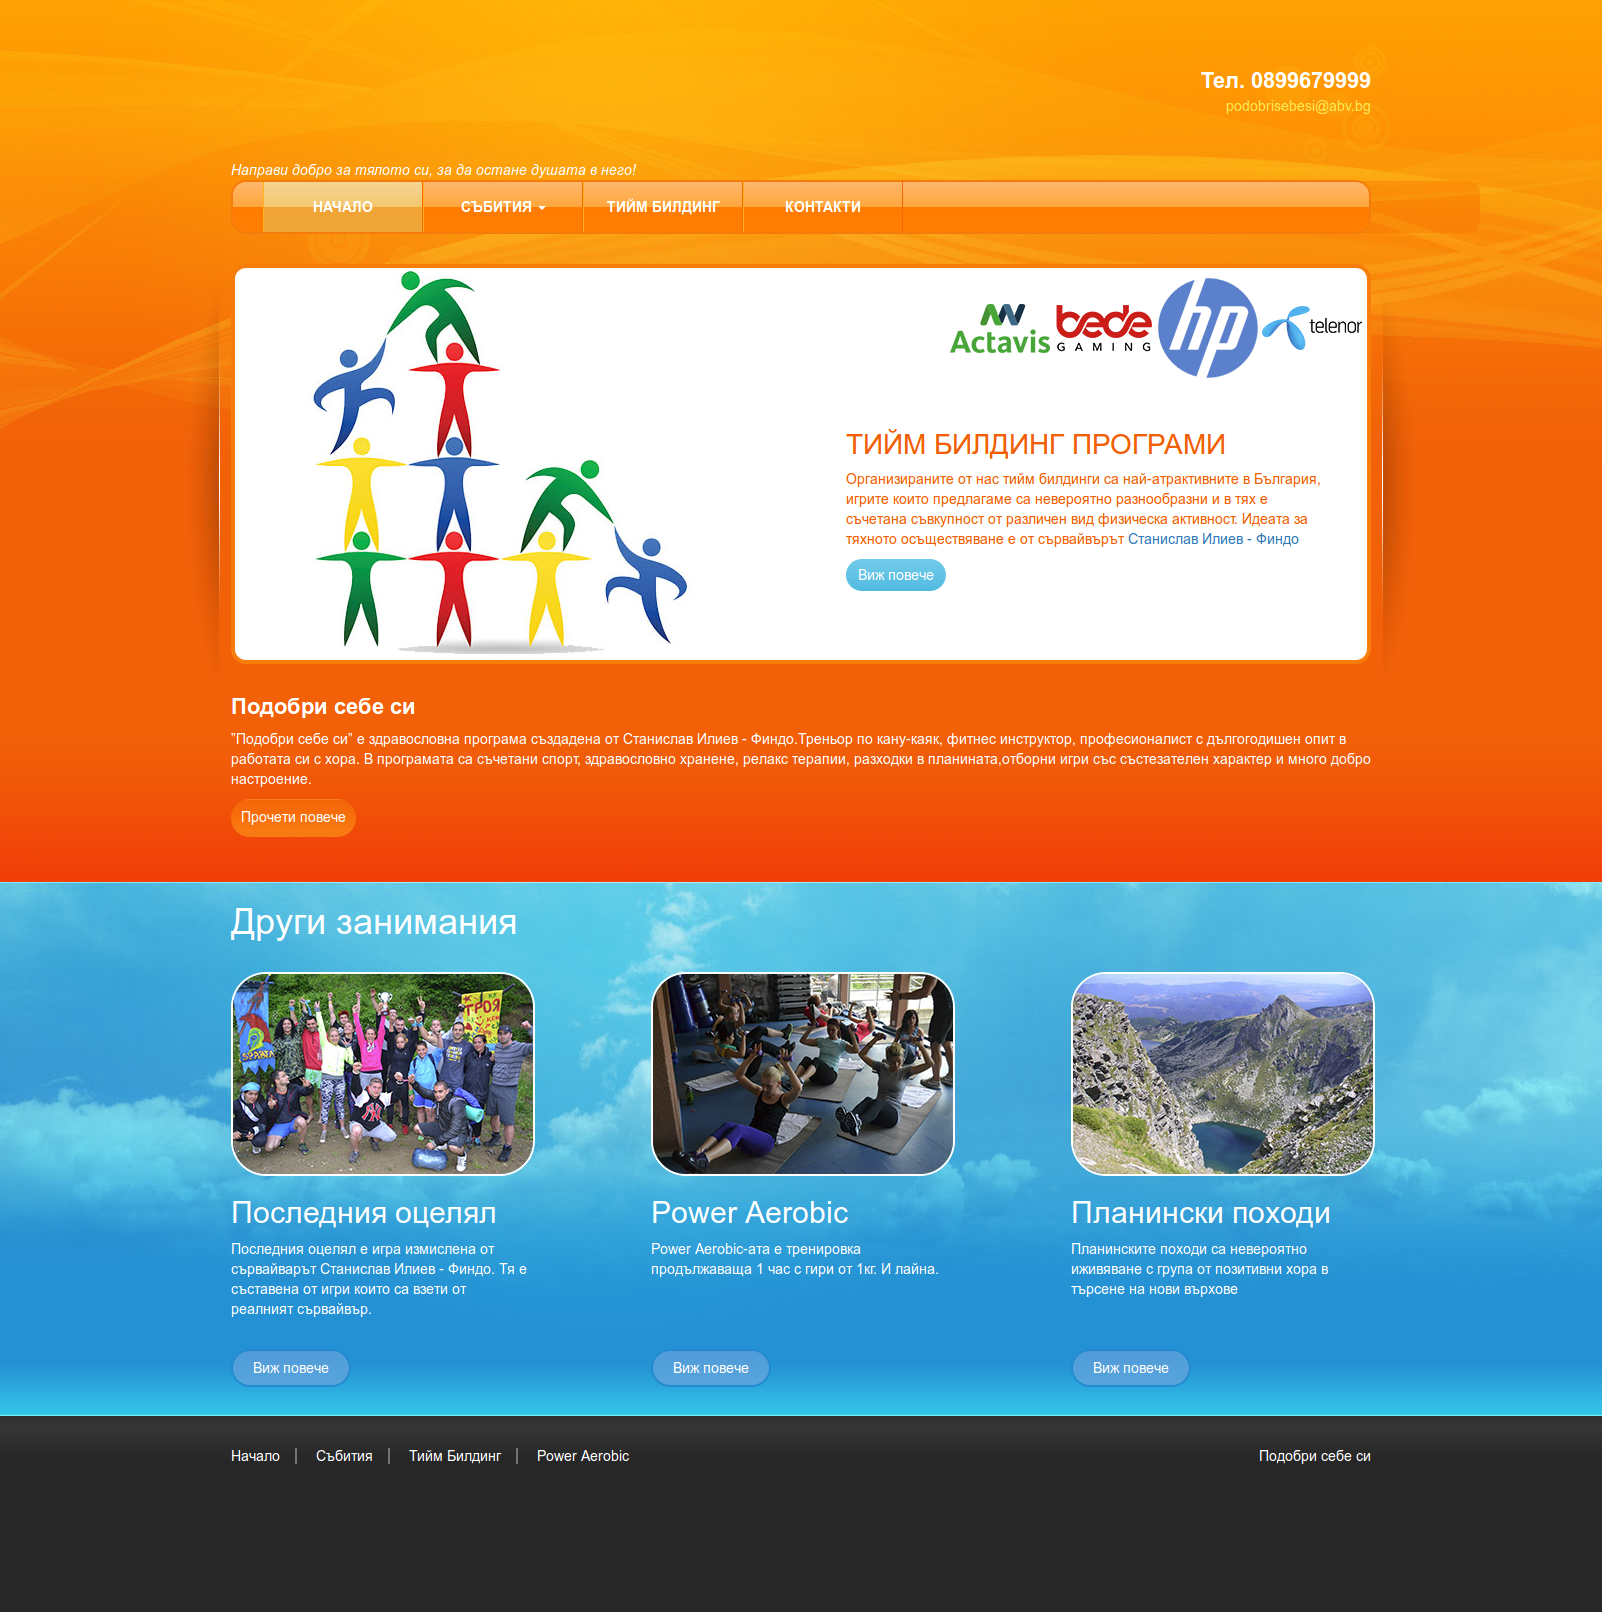 Тел. 0899679999
podobrisebesi@abv.bg
Направи добро за тялото си, за да остане душата в него!
НАЧАЛО
СЪБИТИЯ
ТИЙМ БИЛДИНГ
КОНТАКТИ
Actavis
bede
GAMING
hp
telenor
ТИЙМ БИЛДИНГ ПРОГРАМИ
Организираните от нас тийм билдинги са най-атрактивните в България,
игрите които предлагаме са невероятно разнообразни и в тях е
съчетана съвкупност от различен вид физическа активност. Идеата за
тяхното осъществяване е от сървайвърът Станислав Илиев - Финдо
Виж повече
Подобри себе си
"Подобри себе си" е здравословна програма създадена от Станислав Илиев - Финдо.Треньор по кану-каяк, фитнес инструктор, професионалист с дългогодишен опит в
работата си с хора. В програмата са съчетани спорт, здравословно хранене, релакс терапии, разходки в планината,отборни игри със състезателен характер и много добро
настроение.
Прочети повече
Други занимания
ТРОЯ
Последния оцелял
Последния оцелял е игра измислена от
сървайварът Станислав Илиев - Финдо. Тя е
съставена от игри които са взети от
реалният сървайвър.
Виж повече
Power Aerobic
Power Aerobic-ата е тренировка
продължаваща 1 час с гири от 1кг. И лайна.
Виж повече
Планински походи
Планинските походи са невероятно
иживяване с група от позитивни хора в
търсене на нови върхове
Виж повече
Начало
Събития
Тийм Билдинг
Power Aerobic
Подобри себе си